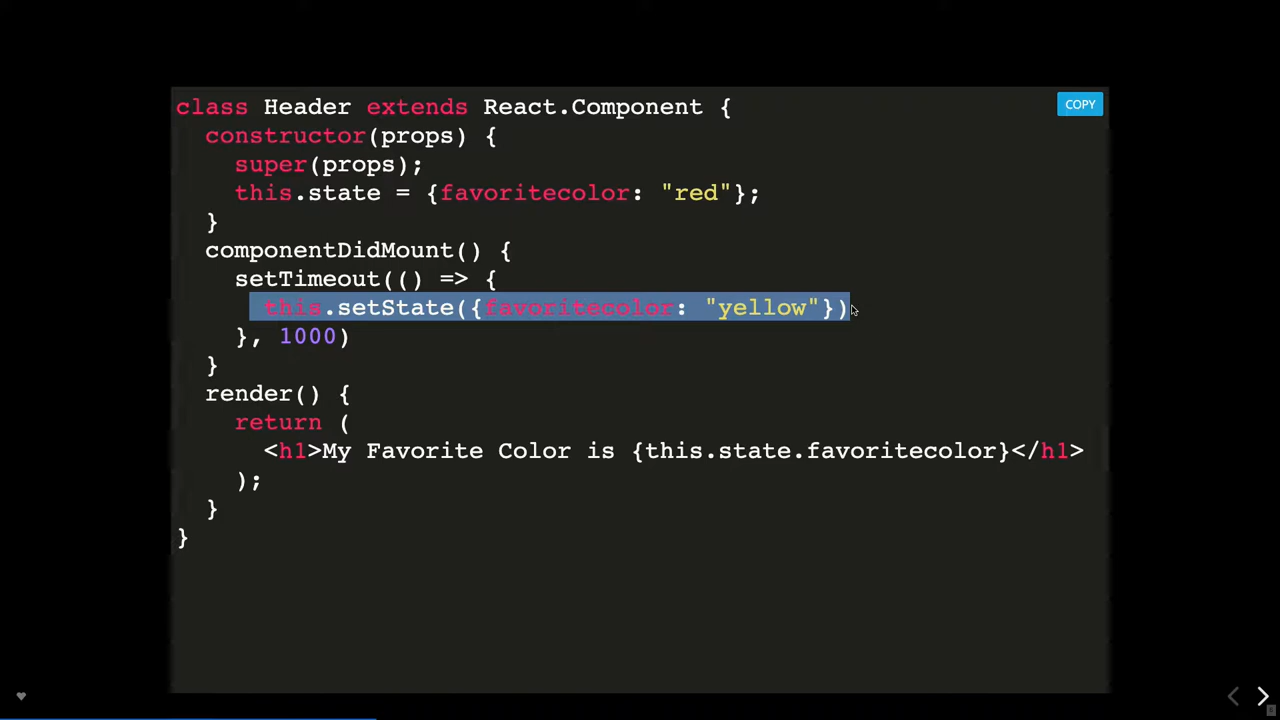 COPY
class Header extends React.Component {
  constructor(props) {
    super(props);
    this.state = {favoritecolor: "red"};
  }
  componentDidMount() {
    setTimeout(() => {
      this.setState({favoritecolor: "yellow"})
    }, 1000)
  }
  render() {
    return (
      <h1>My Favorite Color is {this.state.favoritecolor}</h1>
    );
  }
}